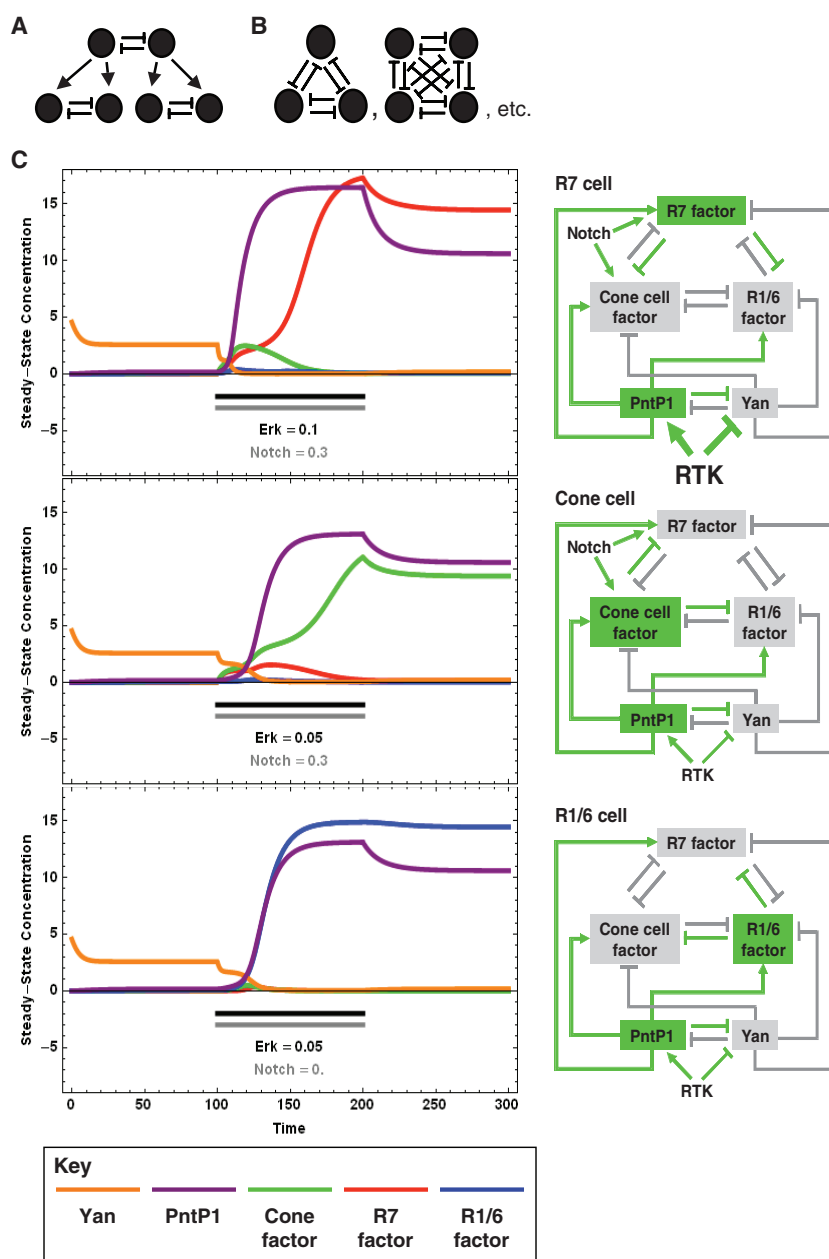 A
B
, , etc.
C
Steady–State Concentration
15
10
5
0
−5
Erk = 0.1
Notch = 0.3
R7 cell
R7 factor
Notch
Cone cell
factor
R1/6
factor
PntP1
Yan
RTK
Steady–State Concentration
15
10
5
0
−5
Erk = 0.05
Notch = 0.3
Cone cell
R7 factor
Notch
Cone cell
factor
R1/6
factor
PntP1
Yan
RTK
Steady–State Concentration
15
10
5
0
−5
Erk = 0.05
Notch = 0.
0 50 100 150 200 250 300
Time
R1/6 cell
R7 factor
Cone cell
factor
R1/6
factor
PntP1
Yan
RTK
Key
Yan
PntP1
Cone
factor
R7
factor
R1/6
factor